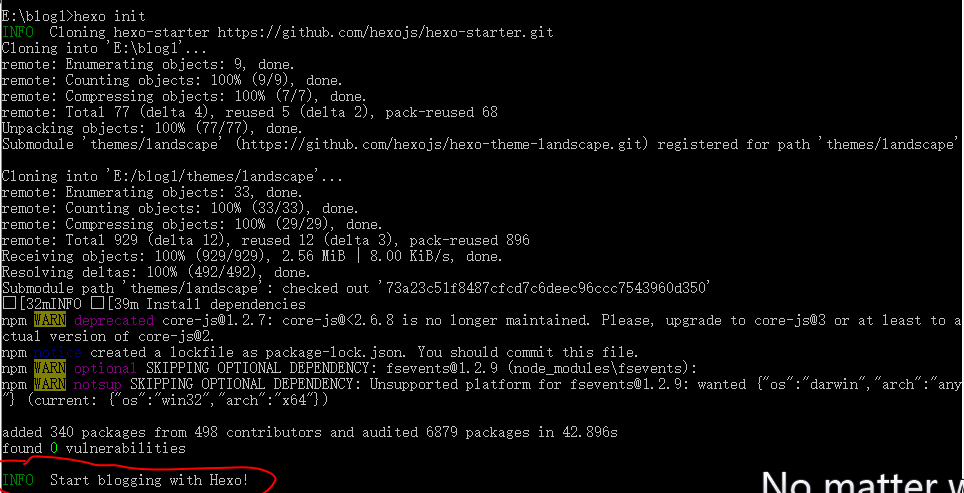 E:\blog1>hexo init
INFO  Cloning hexo-starter https://github.com/hexojs/hexo-starter.git
Cloning into 'E:\blog1'...
remote: Enumerating objects: 9, done.
remote: Counting objects: 100% (9/9), done.
remote: Compressing objects: 100% (7/7), done.
remote: Total 77 (delta 4), reused 5 (delta 2), pack-reused 68
Unpacking objects: 100% (77/77), done.
Submodule 'themes/landscape' (https://github.com/hexojs/hexo-theme-landscape.git) registered for path 'themes/landscape'
Cloning into 'E:/blog1/themes/landscape'...
remote: Enumerating objects: 33, done.
remote: Counting objects: 100% (33/33), done.
remote: Compressing objects: 100% (29/29), done.
remote: Total 929 (delta 12), reused 12 (delta 3), pack-reused 896
Receiving objects: 100% (929/929), 2.56 MiB | 8.00 KiB/s, done.
Resolving deltas: 100% (492/492), done.
Submodule path 'themes/landscape': checked out '73a23c51f8487cfcd7c6deec96ccc7543960d350'
□[32mINFO □[39m Install dependencies
npm WARN deprecated core-js@1.2.7: core-js@<2.6.8 is no longer maintained. Please, upgrade to core-js@3 or at least to a
ctual version of core-js@2.
npm notice created a lockfile as package-lock.json. You should commit this file.
npm WARN optional SKIPPING OPTIONAL DEPENDENCY: fsevents@1.2.9 (node_modules\fsevents):
npm WARN notsup SKIPPING OPTIONAL DEPENDENCY: Unsupported platform for fsevents@1.2.9: wanted {"os":"darwin","arch":"any
"} (current: {"os":"win32","arch":"x64"})
added 340 packages from 498 contributors and audited 6879 packages in 42.896s
found 0 vulnerabilities
INFO  Start blogging with Hexo!
No matter